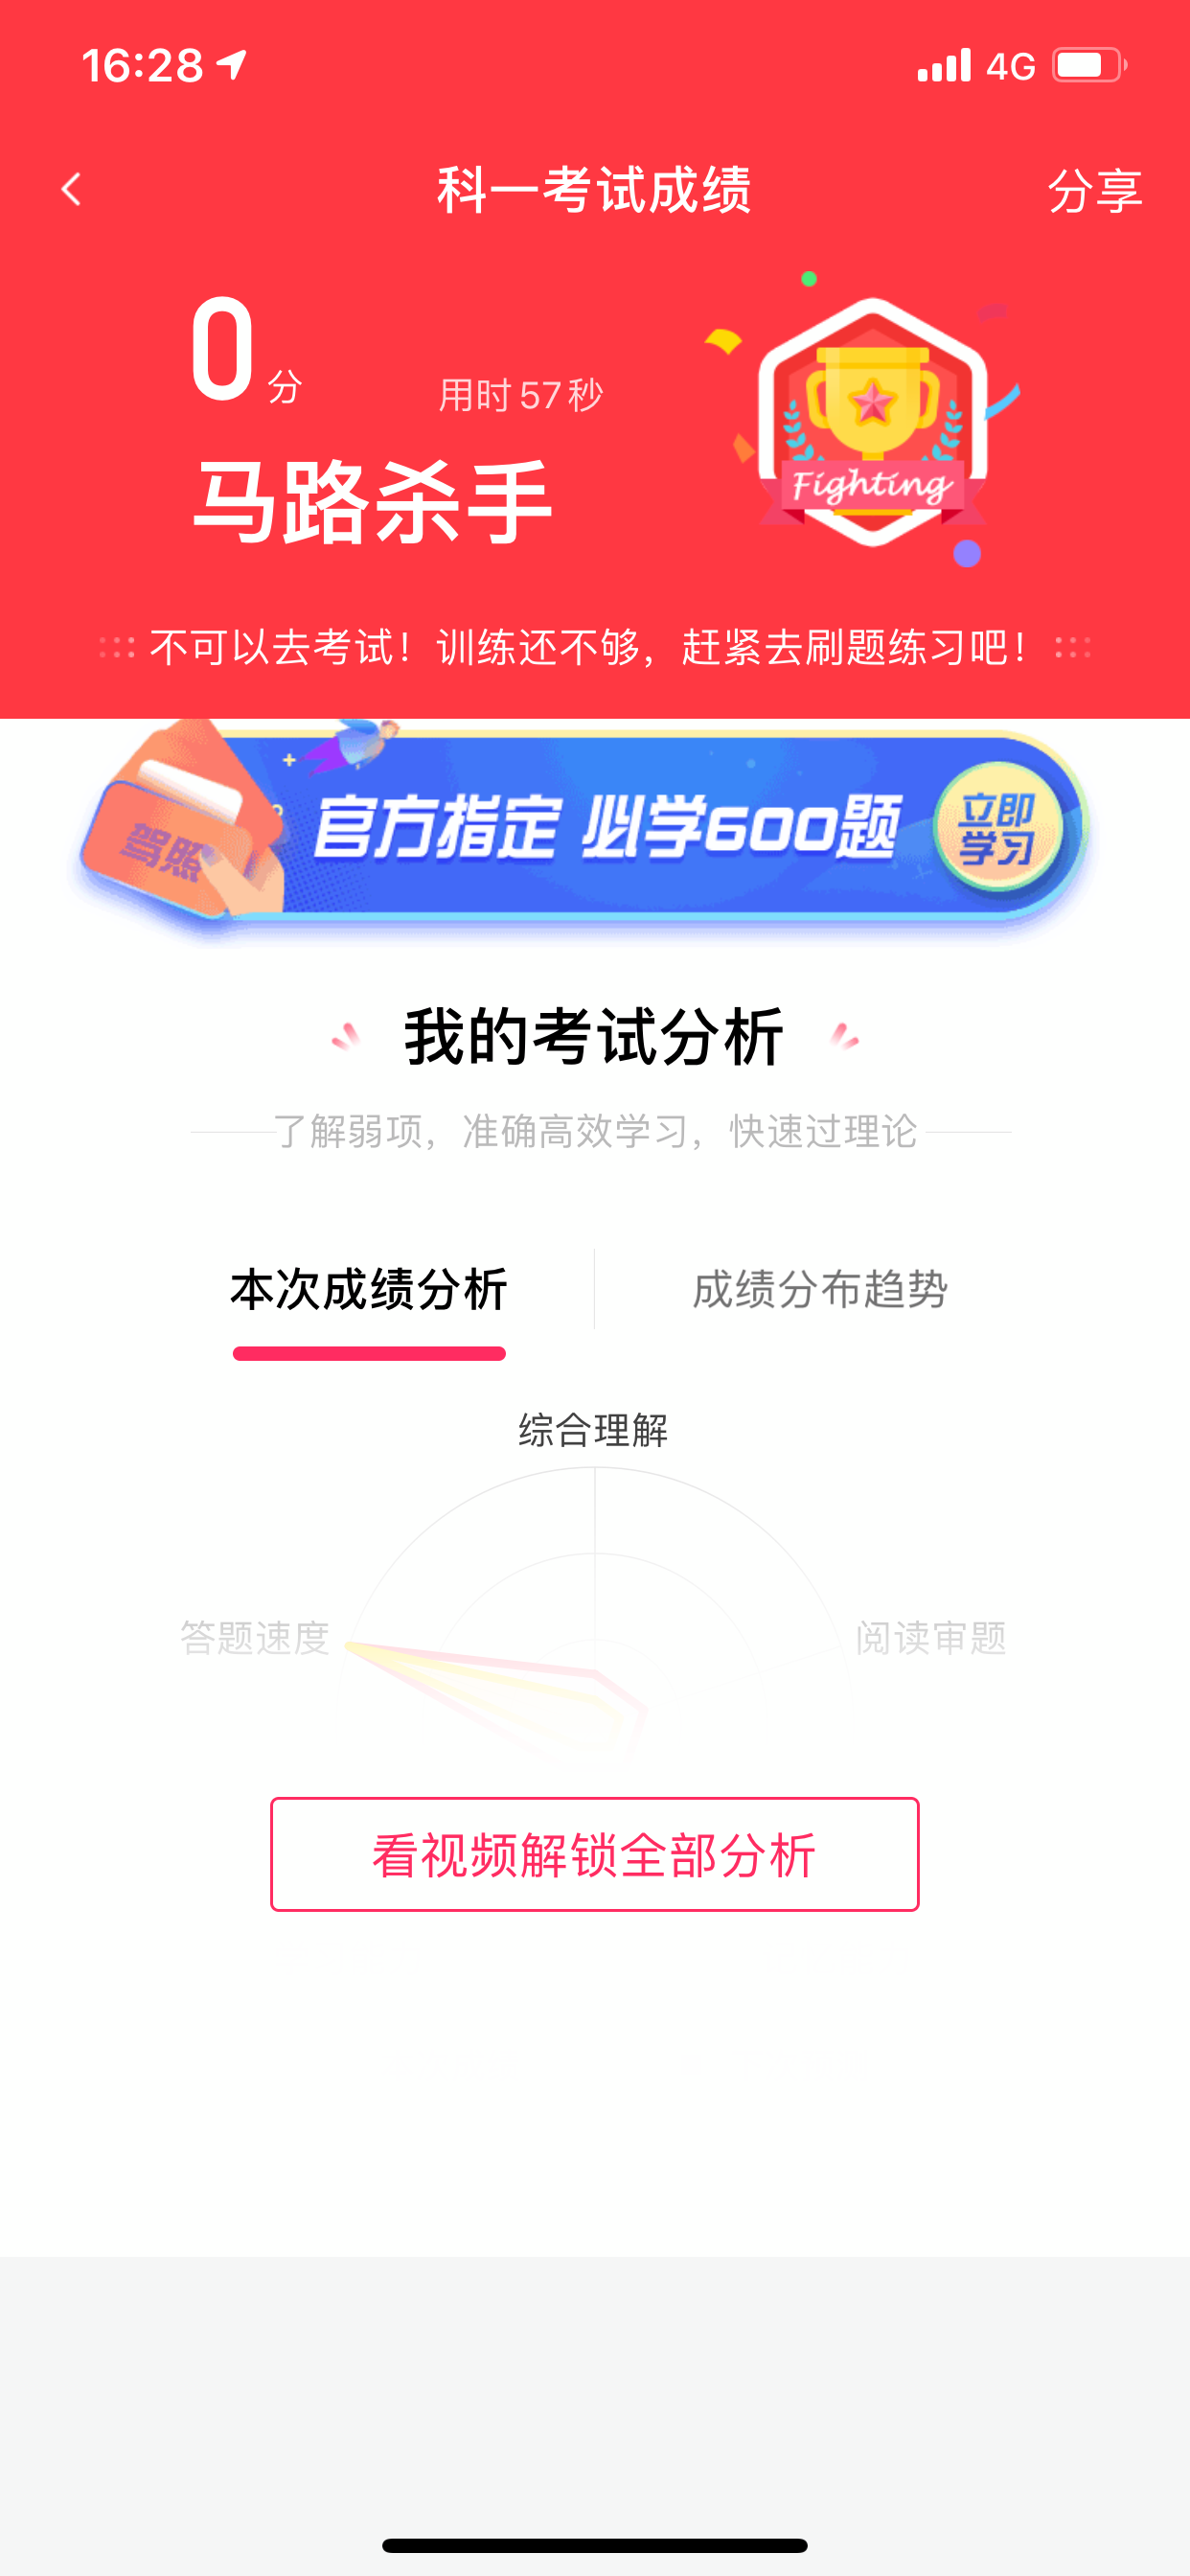 16:28
4G
科一考试成绩
分享
0分
用时57秒
马路杀手
Fighting
不可以去考试！训练还不够，赶紧去刷题练习吧！
驾照
官方指定 必学600题
立即
学习
我的考试分析
了解弱项，准确高效学习，快速过理论
本次成绩分析
成绩分布趋势
综合理解
答题速度
阅读审题
看视频解锁全部分析